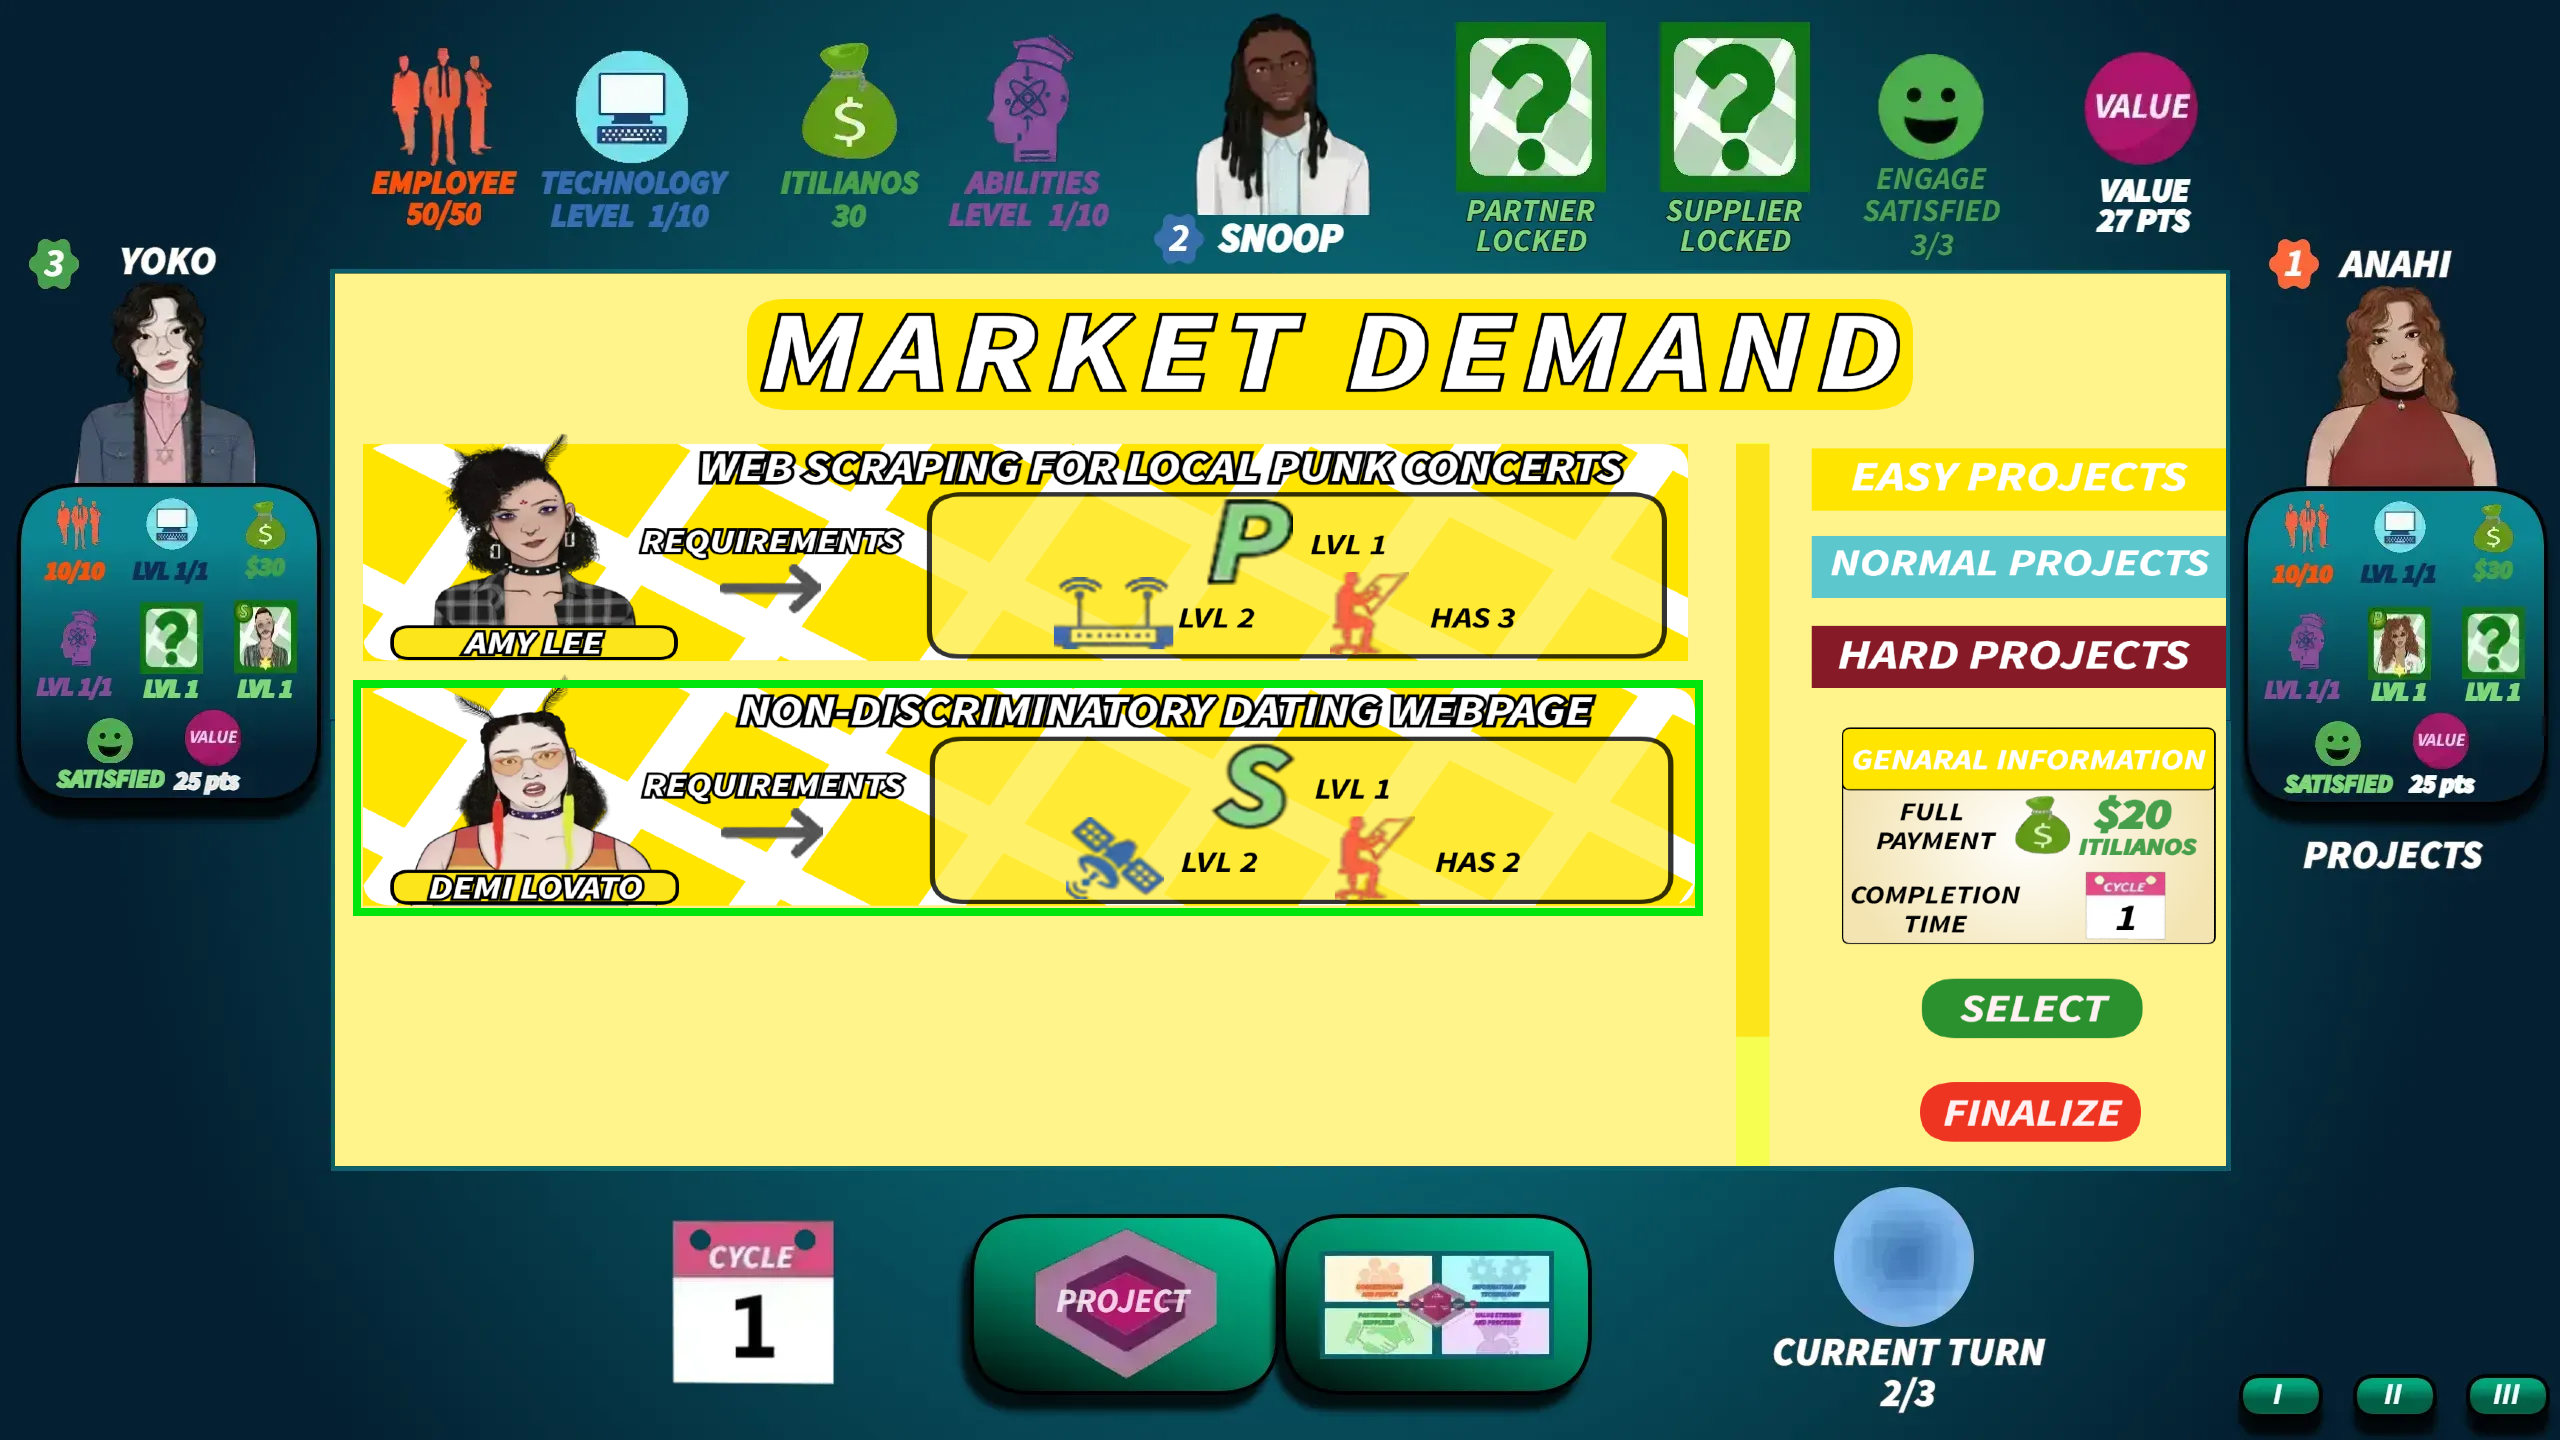 EMPLOYEE
50/50
TECHNOLOGY
LEVEL 1/10
$
ITILIANOS
30
ABILITIES
LEVEL 1/10
2 SNOOP
?
PARTNER
LOCKED
?
SUPPLIER
LOCKED
ENGAGE
SATISFIED
3/3
VALUE
VALUE
27 PTS
3 YOKO
10/10
LVL 1/1
$
$30
LVL 1/1
?
LVL 1
S
LVL 1
SATISFIED
VALUE
25 pts
1 ANAHI
10/10
LVL 1/1
$
$30
LVL 1/1
P
LVL 1
?
LVL 1
SATISFIED
VALUE
25 pts
PROJECTS
MARKET DEMAND
WEB SCRAPING FOR LOCAL PUNK CONCERTS
AMY LEE
REQUIREMENTS
P LVL 1
LVL 2
HAS 3
NON-DISCRIMINATORY DATING WEBPAGE
DEMI LOVATO
REQUIREMENTS
S LVL 1
LVL 2
HAS 2
EASY PROJECTS
NORMAL PROJECTS
HARD PROJECTS
GENARAL INFORMATION
FULL
PAYMENT
$
$20
ITILIANOS
COMPLETION
TIME
CYCLE
1
SELECT
FINALIZE
CYCLE
1
PROJECT
CURRENT TURN
2/3
I
II
III